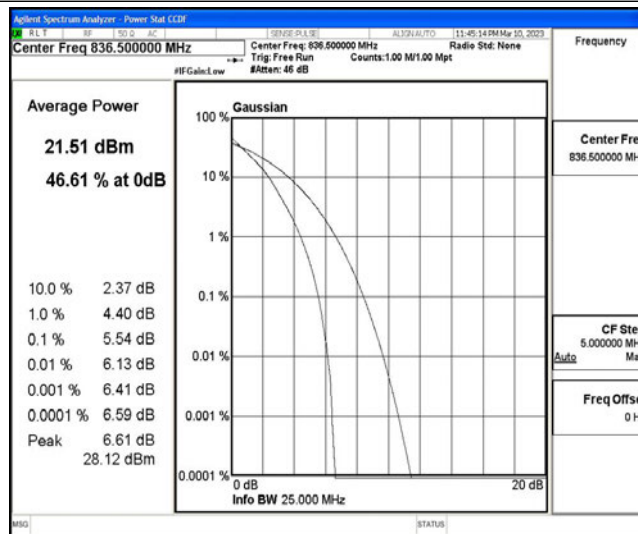 Agilent Spectrum Analyzer - Power Stat CCDF
RL T RF 50 Ω AC SENSE:PULSE ALIGN AUTO 11:45:14 PM Mar 10, 2023
Center Freq 836.500000 MHz
Center Freq: 836.500000 MHz Radio Std: None
Trig: Free Run Counts:1.00 M/1.00 Mpt
#IFGain:Low #Atten: 46 dB
Frequency
Average Power
21.51 dBm
46.61 % at 0dB
10.0 % 2.37 dB
1.0 % 4.40 dB
0.1 % 5.54 dB
0.01 % 6.13 dB
0.001 % 6.41 dB
0.0001 % 6.59 dB
Peak 6.61 dB
28.12 dBm
Gaussian
100 %
10 %
1 %
0.1 %
0.01 %
0.001 %
0.0001 %
0 dB 20 dB
Info BW 25.000 MHz
Center Fre
836.500000 MH
CF Ste
5.000000 MH
Auto Ma
Freq Offse
0 H
MSG STATUS